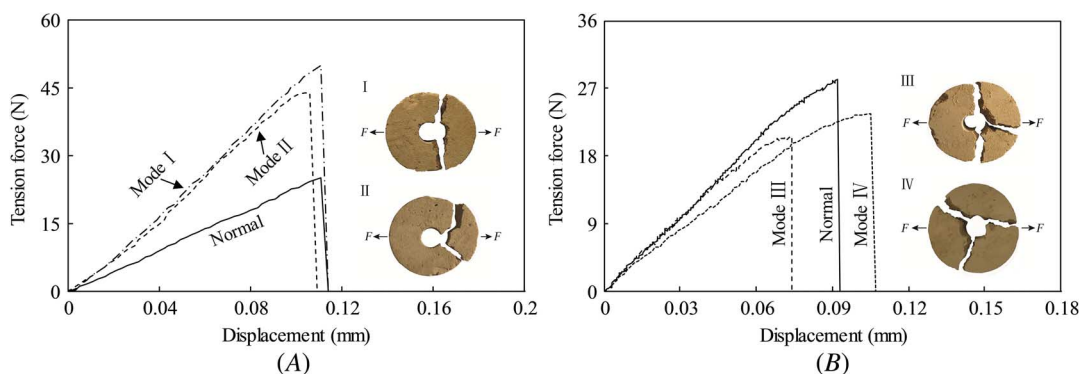 60
45
30
15
0
Tension force (N)
0
0.04
0.08
0.12
0.16
0.2
Displacement (mm)
Mode I
Mode II
Normal
I
F
F
II
F
F
(A)
36
27
18
9
0
Tension force (N)
0
0.03
0.06
0.09
0.12
0.15
0.18
Displacement (mm)
Mode III
Normal
Mode IV
III
F
F
IV
F
F
(B)